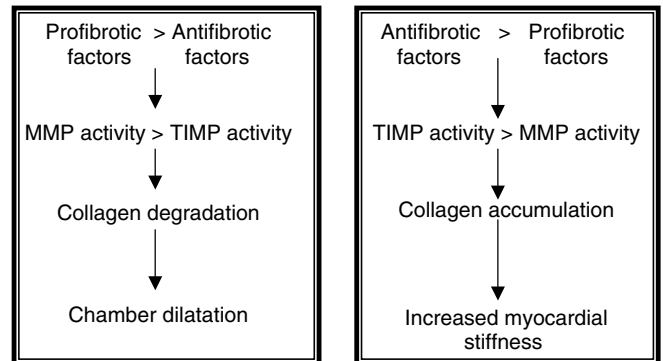 Profibrotic > Antifibrotic
factors factors
MMP activity > TIMP activity
Collagen degradation
Chamber dilatation
Antifibrotic > Profibrotic
factors factors
TIMP activity > MMP activity
Collagen accumulation
Increased myocardial
stiffness